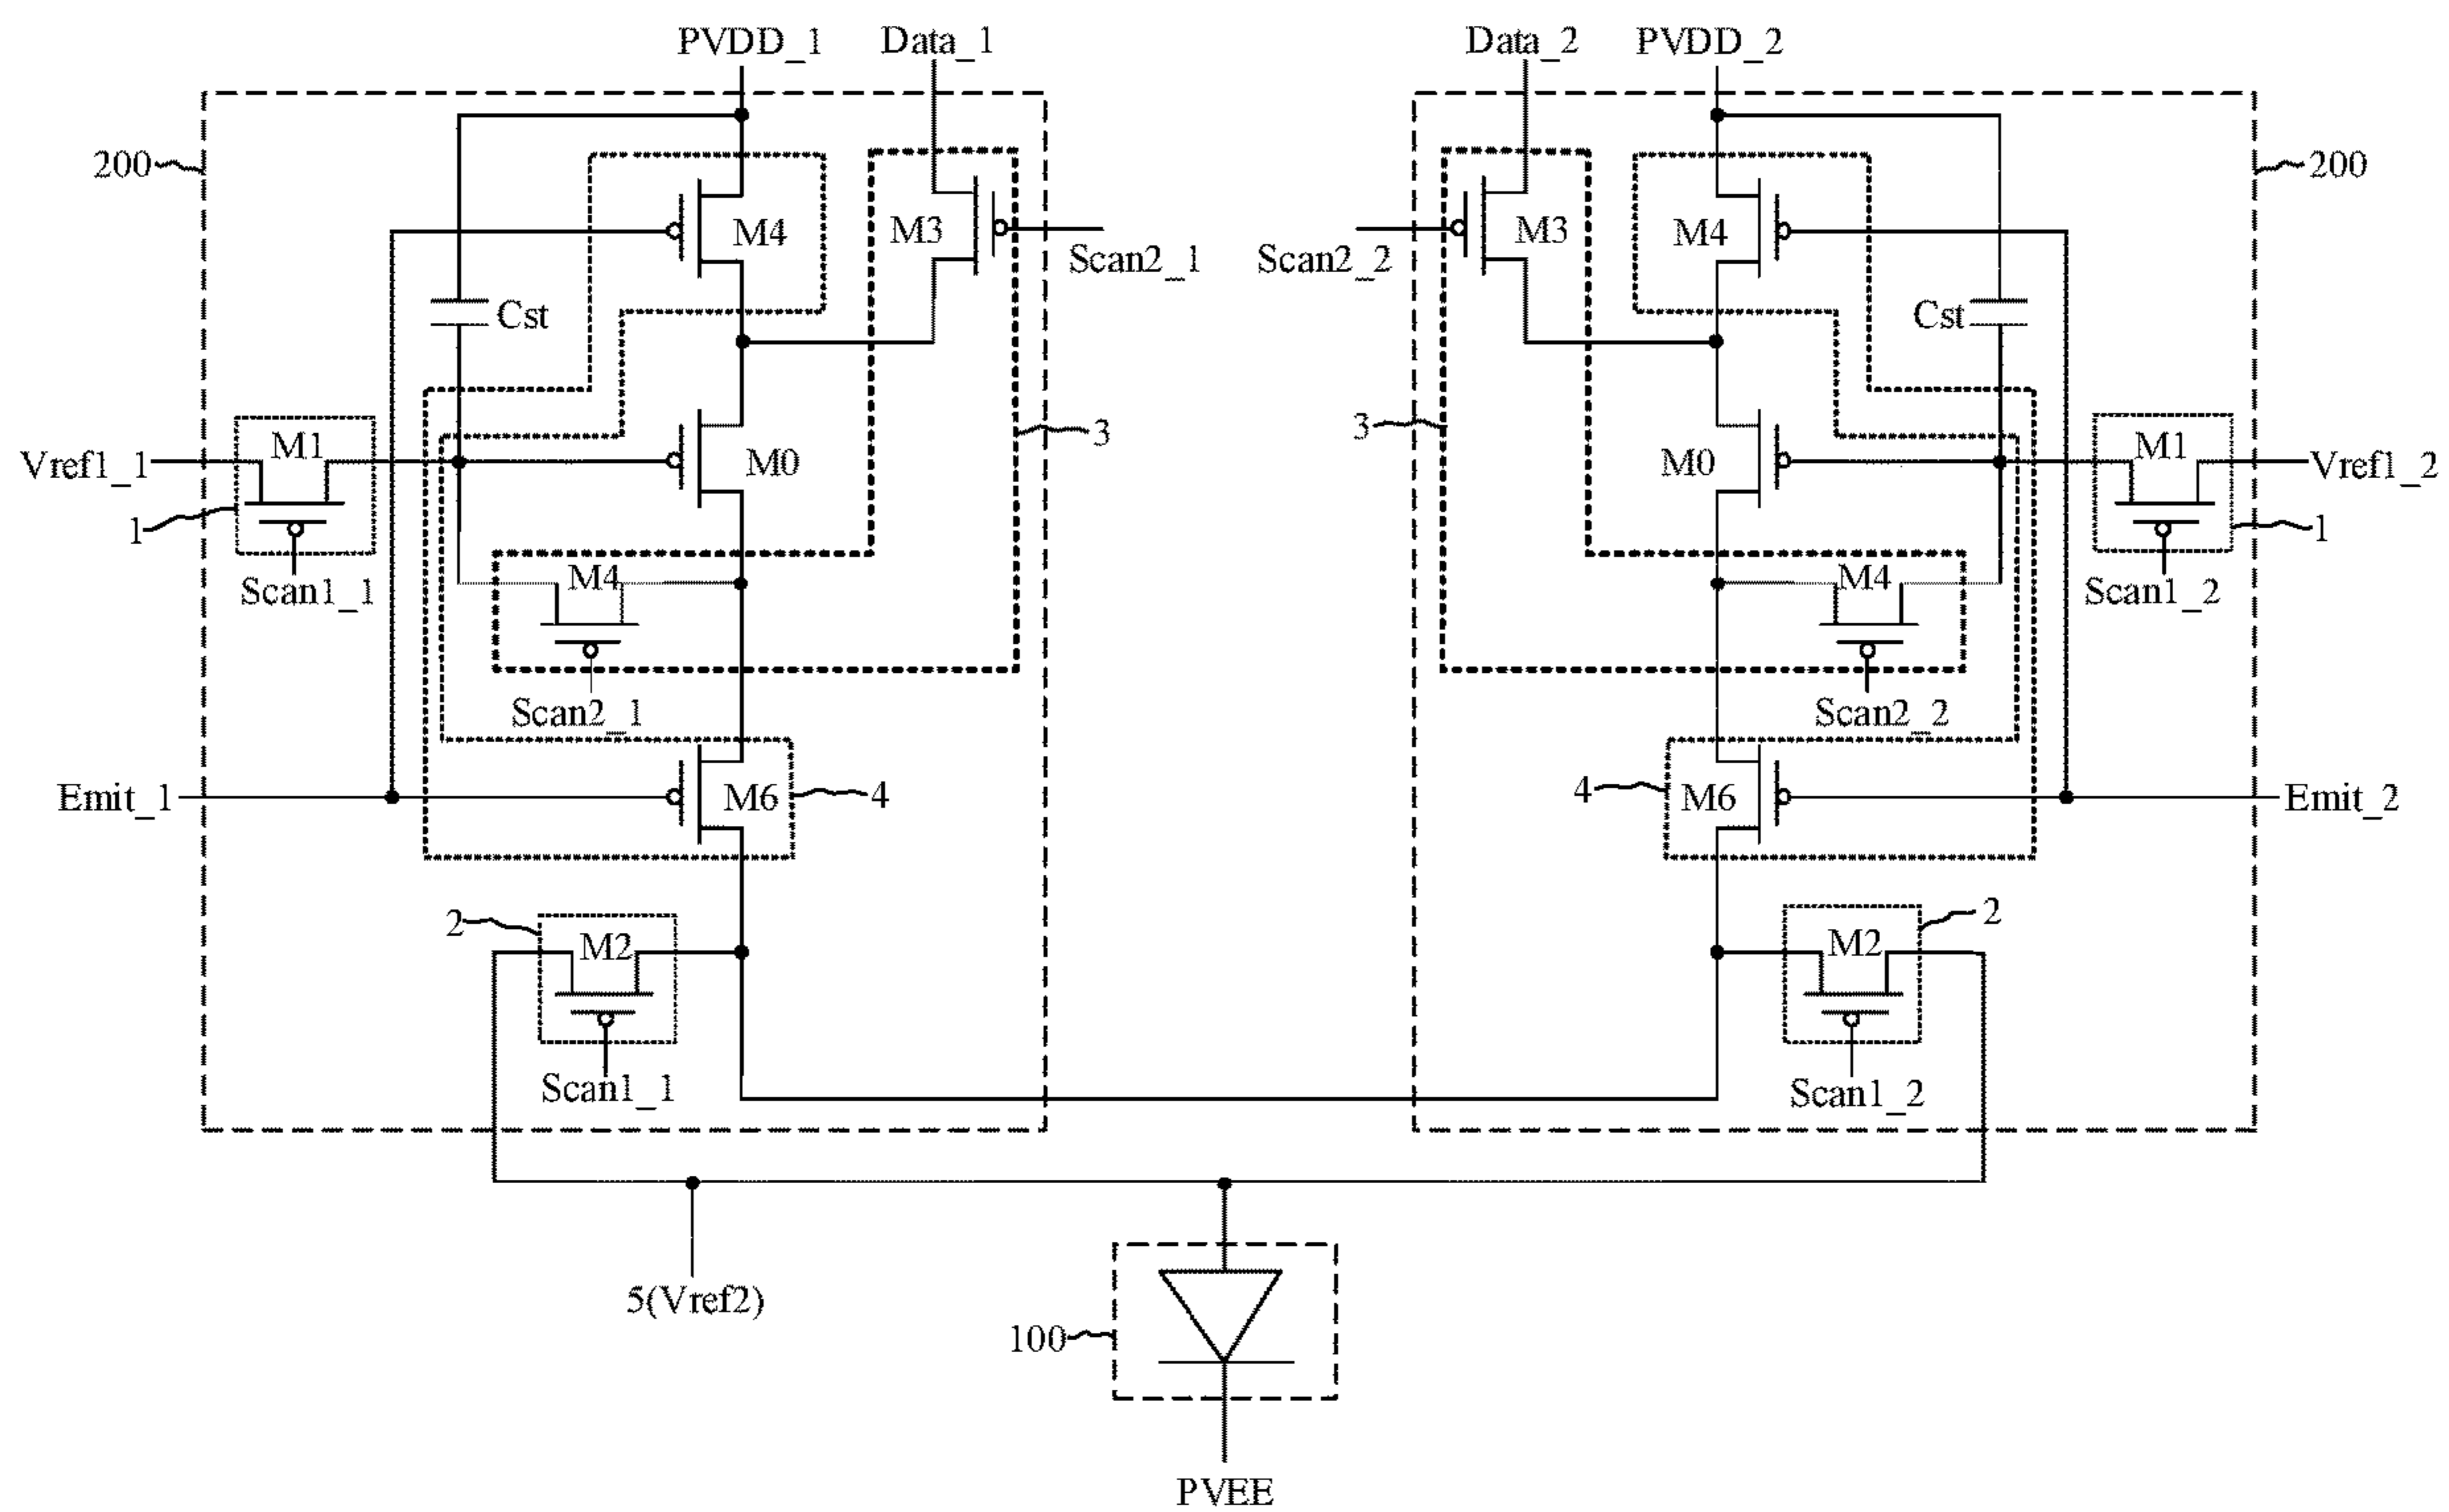 PVDD_1
Data_1
Data_2
PVDD_2
200
200
M4
M3
M3
M4
Scan2_1
Scan2_2
Cst
Cst
3
3
Vref1_1
M1
M0
M0
M1
Vref1_2
1
1
Scan1_1
M4
M4
Scan1_2
Scan2_1
Scan2_2
Emit_1
M6
4
4
M6
Emit_2
2
M2
M2
2
Scan1_1
Scan1_2
5(Vref2)
100
PVEE